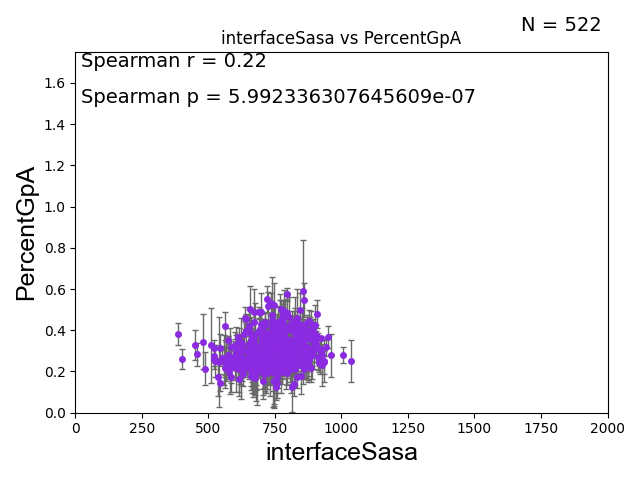 N = 522
interfaceSasa vs PercentGpA
Spearman r = 0.22
Spearman p = 5.992336307645609e-07
PercentGpA
1.6
1.4
1.2
1.0
0.8
0.6
0.4
0.2
0.0
0 250 500 750 1000 1250 1500 1750 2000
interfaceSasa